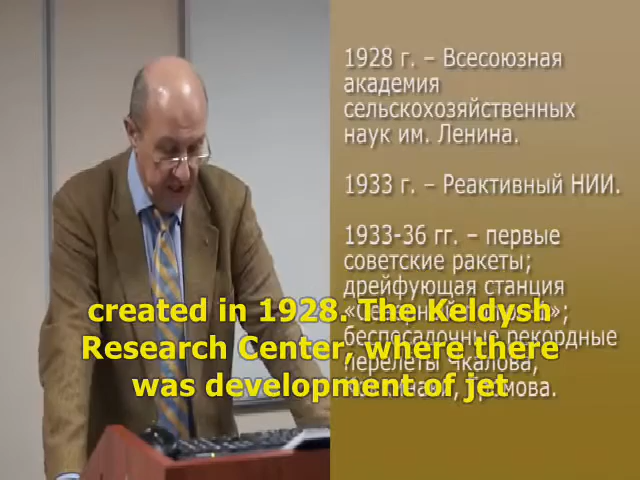 1928 г. – Всесоюзная
академия
сельскохозяйственных
наук им. Ленина.
1933 г. – Реактивный НИИ.
1933-36 гг. – первые
советские ракеты;
дрейфующая станция
беспосадочные рекордные
перелеты Чкалова,
created in 1928. The Keldysh
Research Center, where there
was development of jet